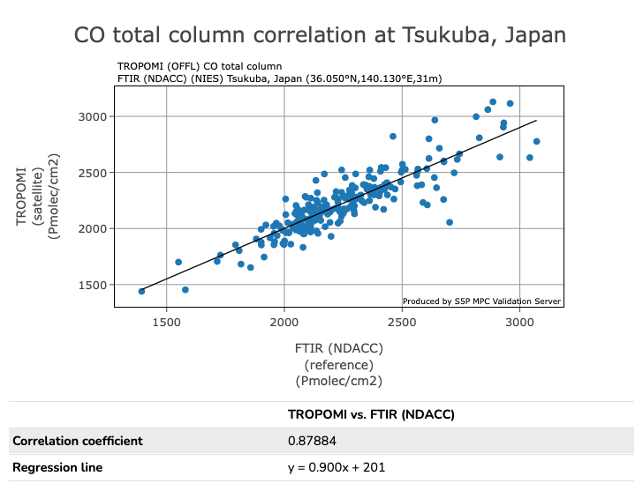 CO total column correlation at Tsukuba, Japan
TROPOMI (OFFL) CO total column
FTIR (NDACC) (NIES) Tsukuba, Japan (36.050°N,140.130°E,31m)
TROPOMI
(satellite)
(Pmolec/cm2)
3000
2500
2000
1500
Produced by S5P MPC Validation Server
1500 2000 2500 3000
FTIR (NDACC)
(reference)
(Pmolec/cm2)
TROPOMI vs. FTIR (NDACC)
Correlation coefficient 0.87884
Regression line y = 0.900x + 201